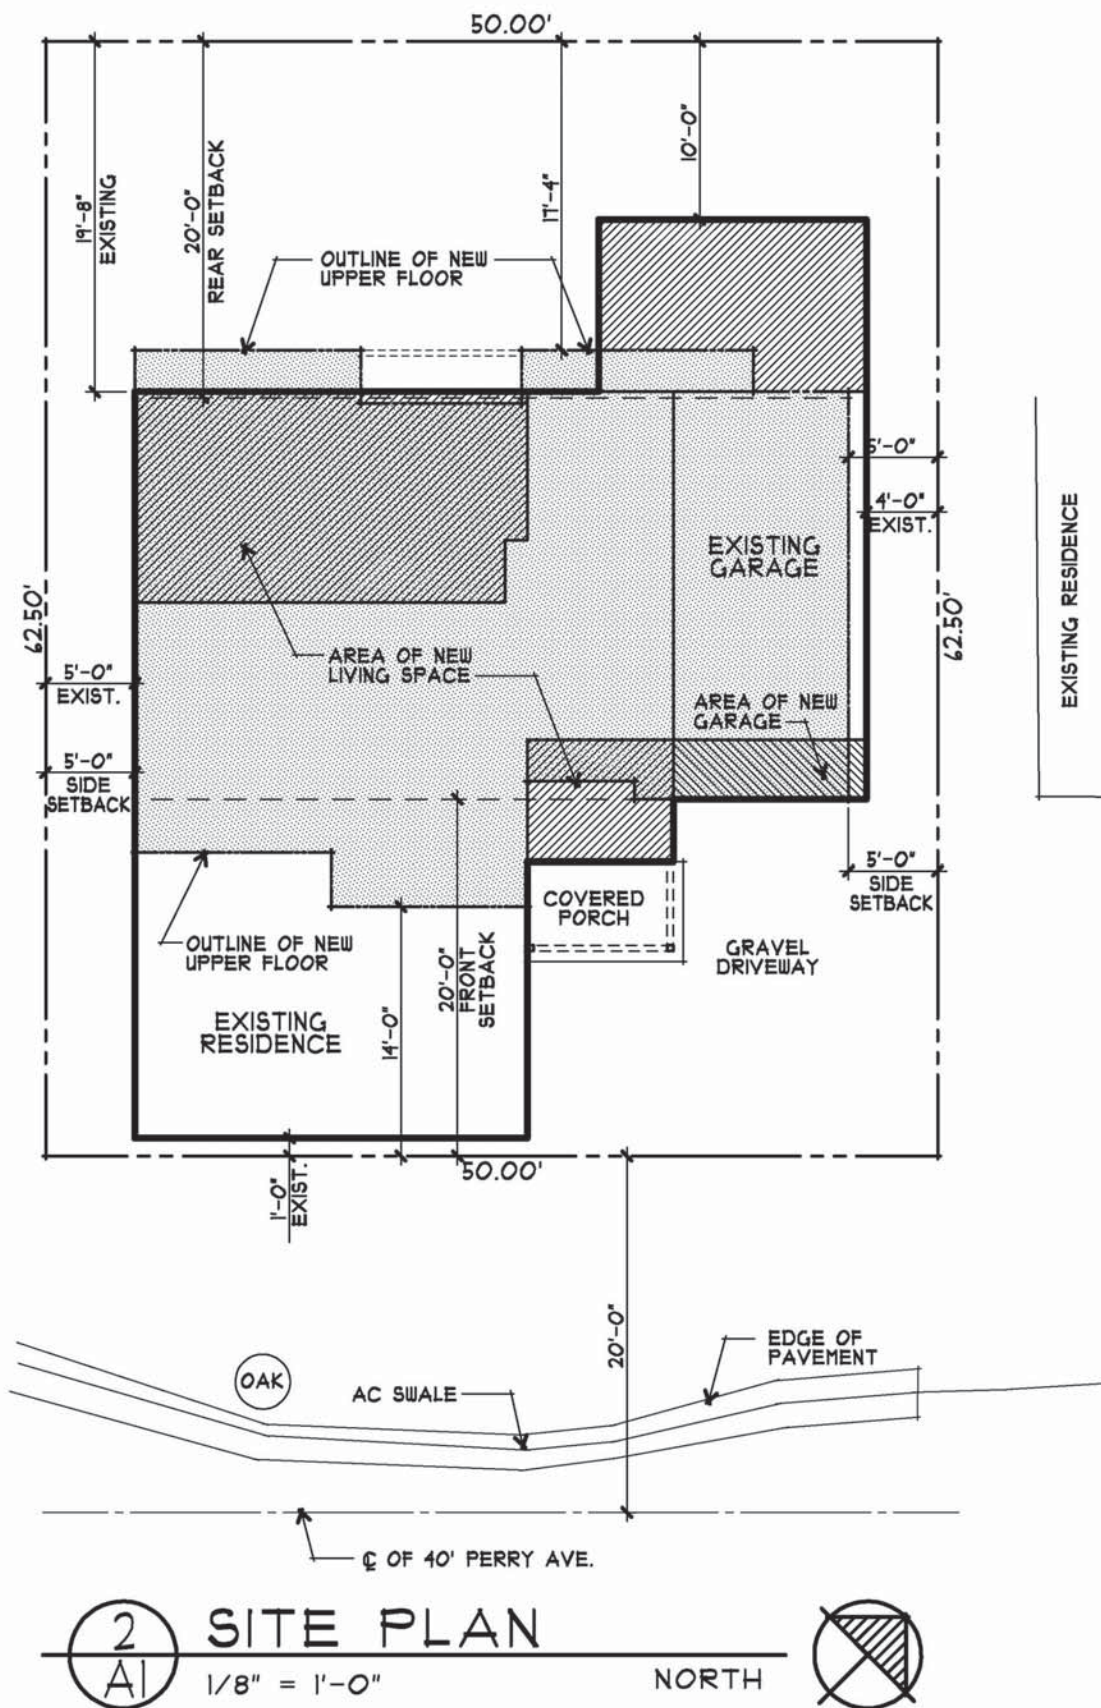 50.00'
19'-8"
EXISTING
20'-0"
REAR SETBACK
17'-4"
10'-0"
OUTLINE OF NEW
UPPER FLOOR
5'-0"
4'-0"
EXIST.
EXISTING
GARAGE
EXISTING RESIDENCE
62.50'
62.50'
AREA OF NEW
LIVING SPACE
5'-0"
EXIST.
AREA OF NEW
GARAGE
5'-0"
SIDE
SETBACK
5'-0"
SIDE
SETBACK
COVERED
PORCH
OUTLINE OF NEW
UPPER FLOOR
20'-0"
FRONT
SETBACK
GRAVEL
DRIVEWAY
EXISTING
RESIDENCE
14'-0"
50.00'
1'-0"
EXIST.
20'-0"
EDGE OF
PAVEMENT
OAK
AC SWALE
℄ OF 40' PERRY AVE.
2
A1
SITE PLAN
1/8" = 1'-0"
NORTH